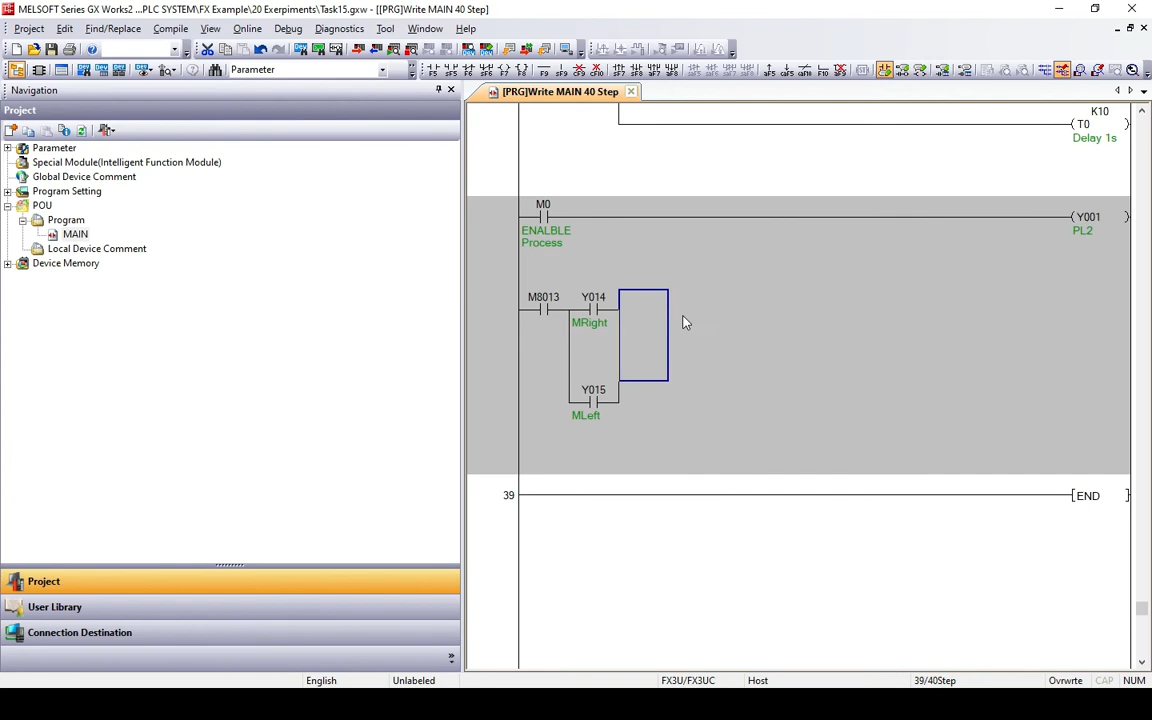 MELSOFT Series GX Works2 ...PLC SYSTEM\FX Example\20 Exerpiments\Task15.gxw - [[PRG]Write MAIN 40 Step]
Project Edit Find/Replace Compile View Online Debug Diagnostics Tool Window Help
Parameter
Navigation
Project
Parameter
Special Module(Intelligent Function Module)
Global Device Comment
Program Setting
POU
Program
MAIN
Local Device Comment
Device Memory
Project
User Library
Connection Destination
[PRG]Write MAIN 40 Step
K10
T0
Delay 1s
M0
Y001
ENALBLE
Process
PL2
M8013 Y014
MRight
Y015
MLeft
39 END
English Unlabeled FX3U/FX3UC Host 39/40Step Ovrwrte CAP NUM